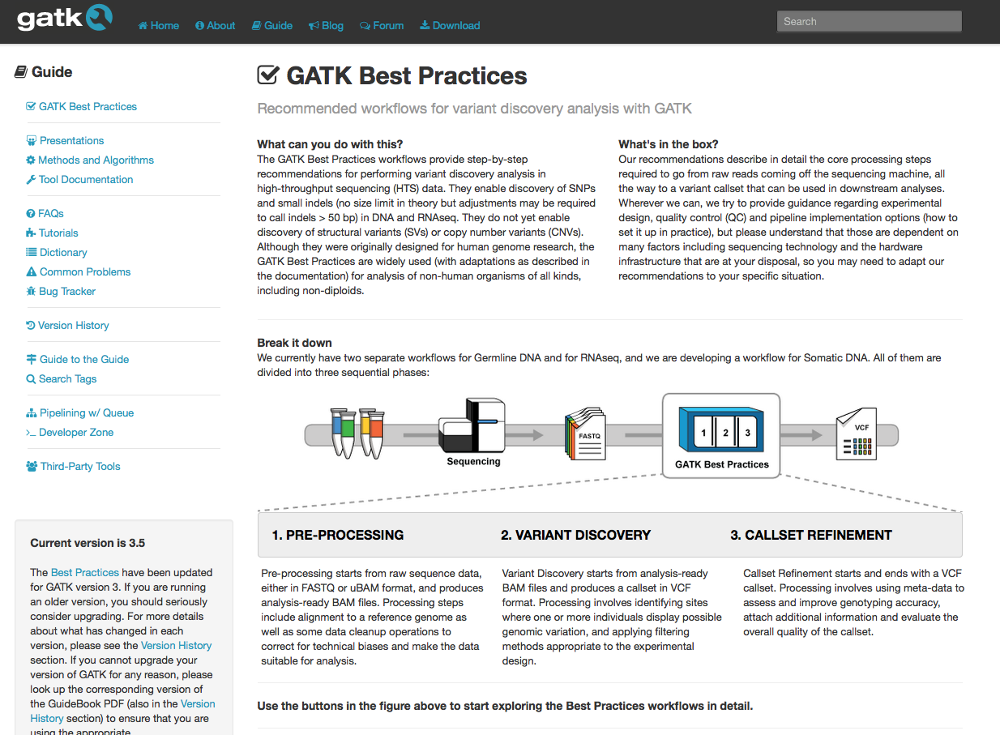 gatk
Home About Guide Blog Forum Download
Search
Guide
GATK Best Practices
Presentations
Methods and Algorithms
Tool Documentation
FAQs
Tutorials
Dictionary
Common Problems
Bug Tracker
Version History
Guide to the Guide
Search Tags
Pipelining w/ Queue
Developer Zone
Third-Party Tools
Current version is 3.5
The Best Practices have been updated
for GATK version 3. If you are running
an older version, you should seriously
consider upgrading. For more details
about what has changed in each
version, please see the Version History
section. If you cannot upgrade your
version of GATK for any reason, please
look up the corresponding version of
the GuideBook PDF (also in the Version
History section) to ensure that you are
using the appropriate
GATK Best Practices
Recommended workflows for variant discovery analysis with GATK
What can you do with this?
The GATK Best Practices workflows provide step-by-step
recommendations for performing variant discovery analysis in
high-throughput sequencing (HTS) data. They enable discovery of SNPs
and small indels (no size limit in theory but adjustments may be required
to call indels > 50 bp) in DNA and RNAseq. They do not yet enable
discovery of structural variants (SVs) or copy number variants (CNVs).
Although they were originally designed for human genome research, the
GATK Best Practices are widely used (with adaptations as described in
the documentation) for analysis of non-human organisms of all kinds,
including non-diploids.
What's in the box?
Our recommendations describe in detail the core processing steps
required to go from raw reads coming off the sequencing machine, all
the way to a variant callset that can be used in downstream analyses.
Wherever we can, we try to provide guidance regarding experimental
design, quality control (QC) and pipeline implementation options (how to
set it up in practice), but please understand that those are dependent on
many factors including sequencing technology and the hardware
infrastructure that are at your disposal, so you may need to adapt our
recommendations to your specific situation.
Break it down
We currently have two separate workflows for Germline DNA and for RNAseq, and we are developing a workflow for Somatic DNA. All of them are
divided into three sequential phases:
Sequencing
FASTQ
1 2 3
GATK Best Practices
VCF
1. PRE-PROCESSING
2. VARIANT DISCOVERY
3. CALLSET REFINEMENT
Pre-processing starts from raw sequence data,
either in FASTQ or uBAM format, and produces
analysis-ready BAM files. Processing steps
include alignment to a reference genome as
well as some data cleanup operations to
correct for technical biases and make the data
suitable for analysis.
Variant Discovery starts from analysis-ready
BAM files and produces a callset in VCF
format. Processing involves identifying sites
where one or more individuals display possible
genomic variation, and applying filtering
methods appropriate to the experimental
design.
Callset Refinement starts and ends with a VCF
callset. Processing involves using meta-data to
assess and improve genotyping accuracy,
attach additional information and evaluate the
overall quality of the callset.
Use the buttons in the figure above to start exploring the Best Practices workflows in detail.